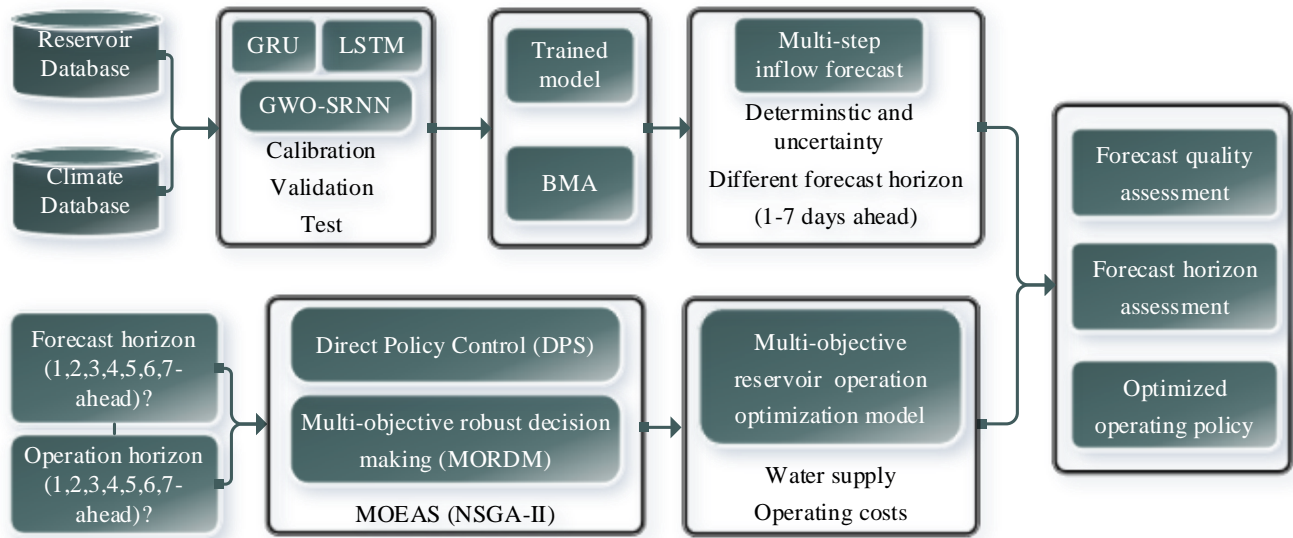 Reservoir
Database
Climate
Database
GRU
LSTM
GWO-SRNN
Calibration
Validation
Test
Trained
model
BMA
Multi-step
inflow forecast
Determinstic and
uncertainty
Different forecast horizon
(1-7 days ahead)
Forecast horizon
(1,2,3,4,5,6,7-
ahead)?
Operation horizon
(1,2,3,4,5,6,7-
ahead)?
Direct Policy Control (DPS)
Multi-objective robust decision
making (MORDM)
MOEAS (NSGA-II)
Multi-objective
reservoir operation
optimization model
Water supply
Operating costs
Forecast quality
assessment
Forecast horizon
assessment
Optimized
operating policy